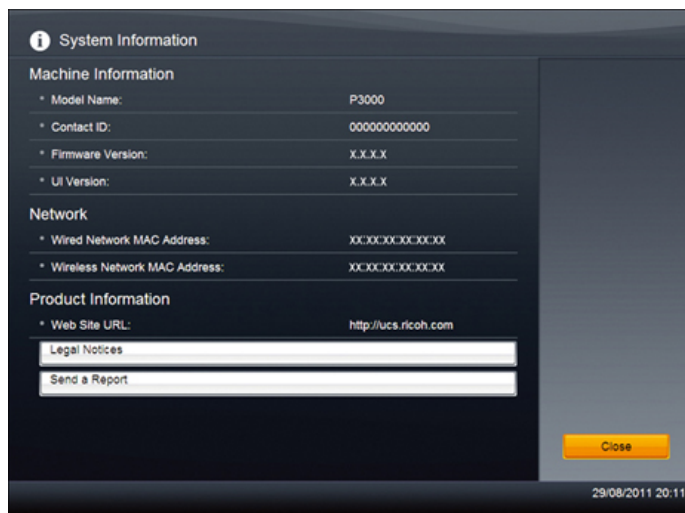 System Information
Machine Information
Model Name: P3000
Contact ID: 000000000000
Firmware Version: X.X.X.X
UI Version: X.X.X.X
Network
Wired Network MAC Address: XX:XX:XX:XX:XX:XX
Wireless Network MAC Address: XX:XX:XX:XX:XX:XX
Product Information
Web Site URL: http://ucs.ricoh.com
Legal Notices
Send a Report
Close
29/08/2011 20:11